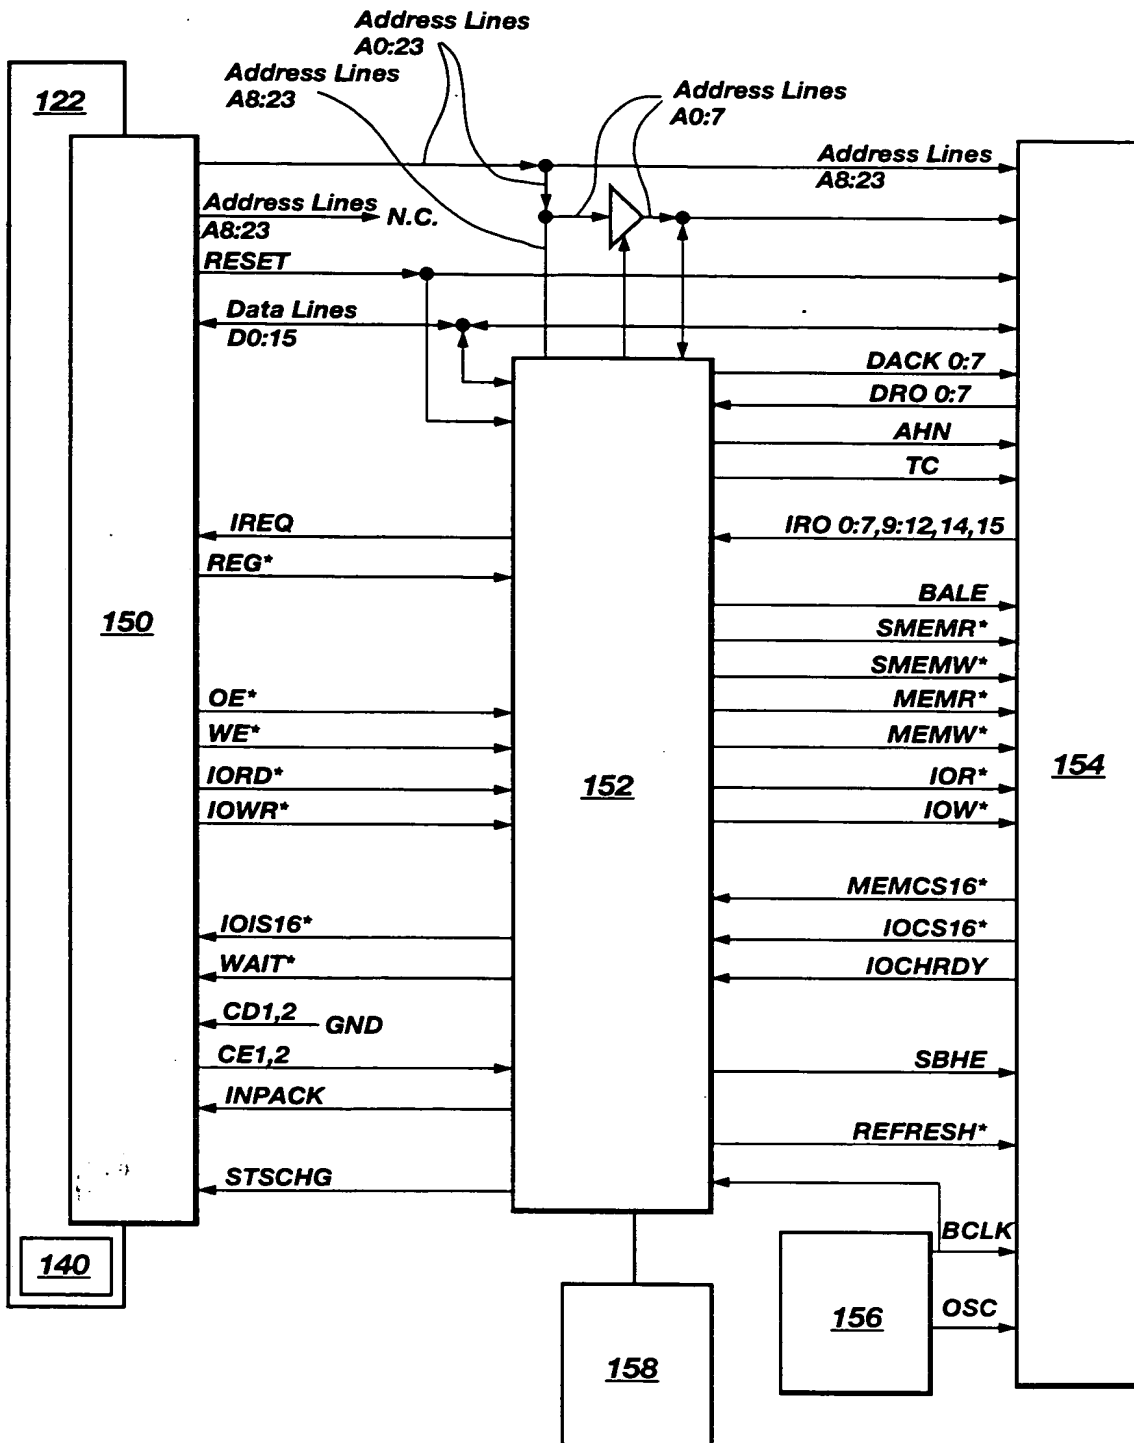 Address Lines
A0:23
Address Lines
A8:23
Address Lines
A0:7
122
Address Lines
A8:23
Address Lines
A8:23
N.C.
RESET
Data Lines
D0:15
DACK 0:7
DRO 0:7
AHN
TC
IREQ
IRO 0:7,9:12,14,15
REG*
BALE
150
SMEMR*
SMEMW*
OE*
MEMR*
WE*
MEMW*
154
IORD*
152
IOR*
IOWR*
IOW*
MEMCS16*
IOIS16*
IOCS16*
WAIT*
IOCHRDY
CD1,2
GND
CE1,2
SBHE
INPACK
REFRESH*
STSCHG
BCLK
140
OSC
156
158